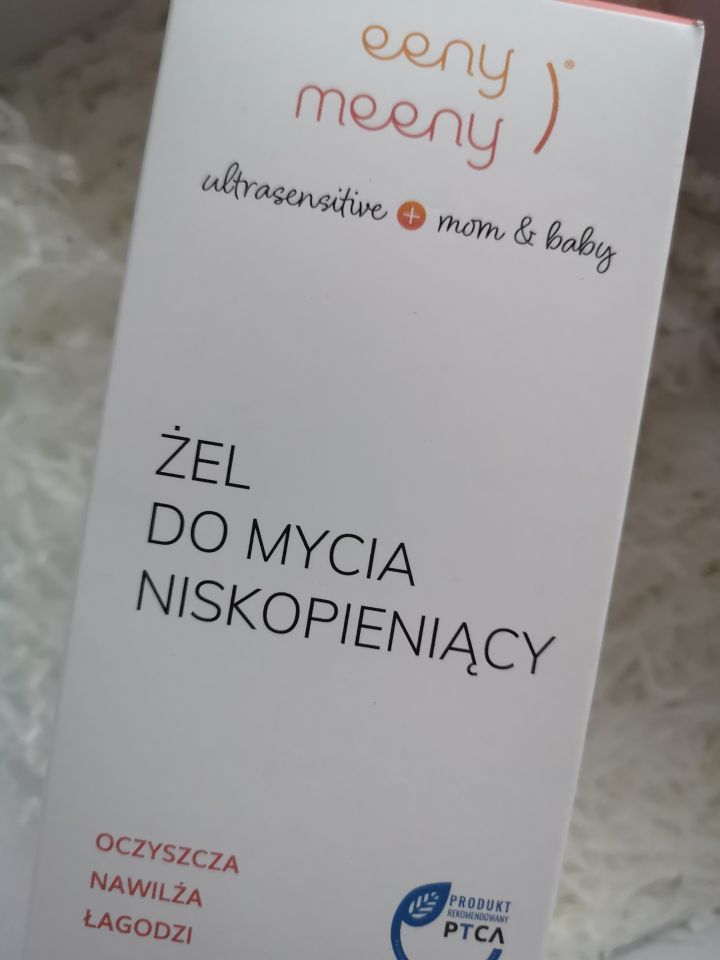 eeny
meeny®
ultrasensitive + mom & baby
ŻEL
DO MYCIA
NISKOPIENIĄCY
OCZYSZCZA
NAWILŻA
ŁAGODZI
PRODUKT
REKOMENDOWANY
PTCA